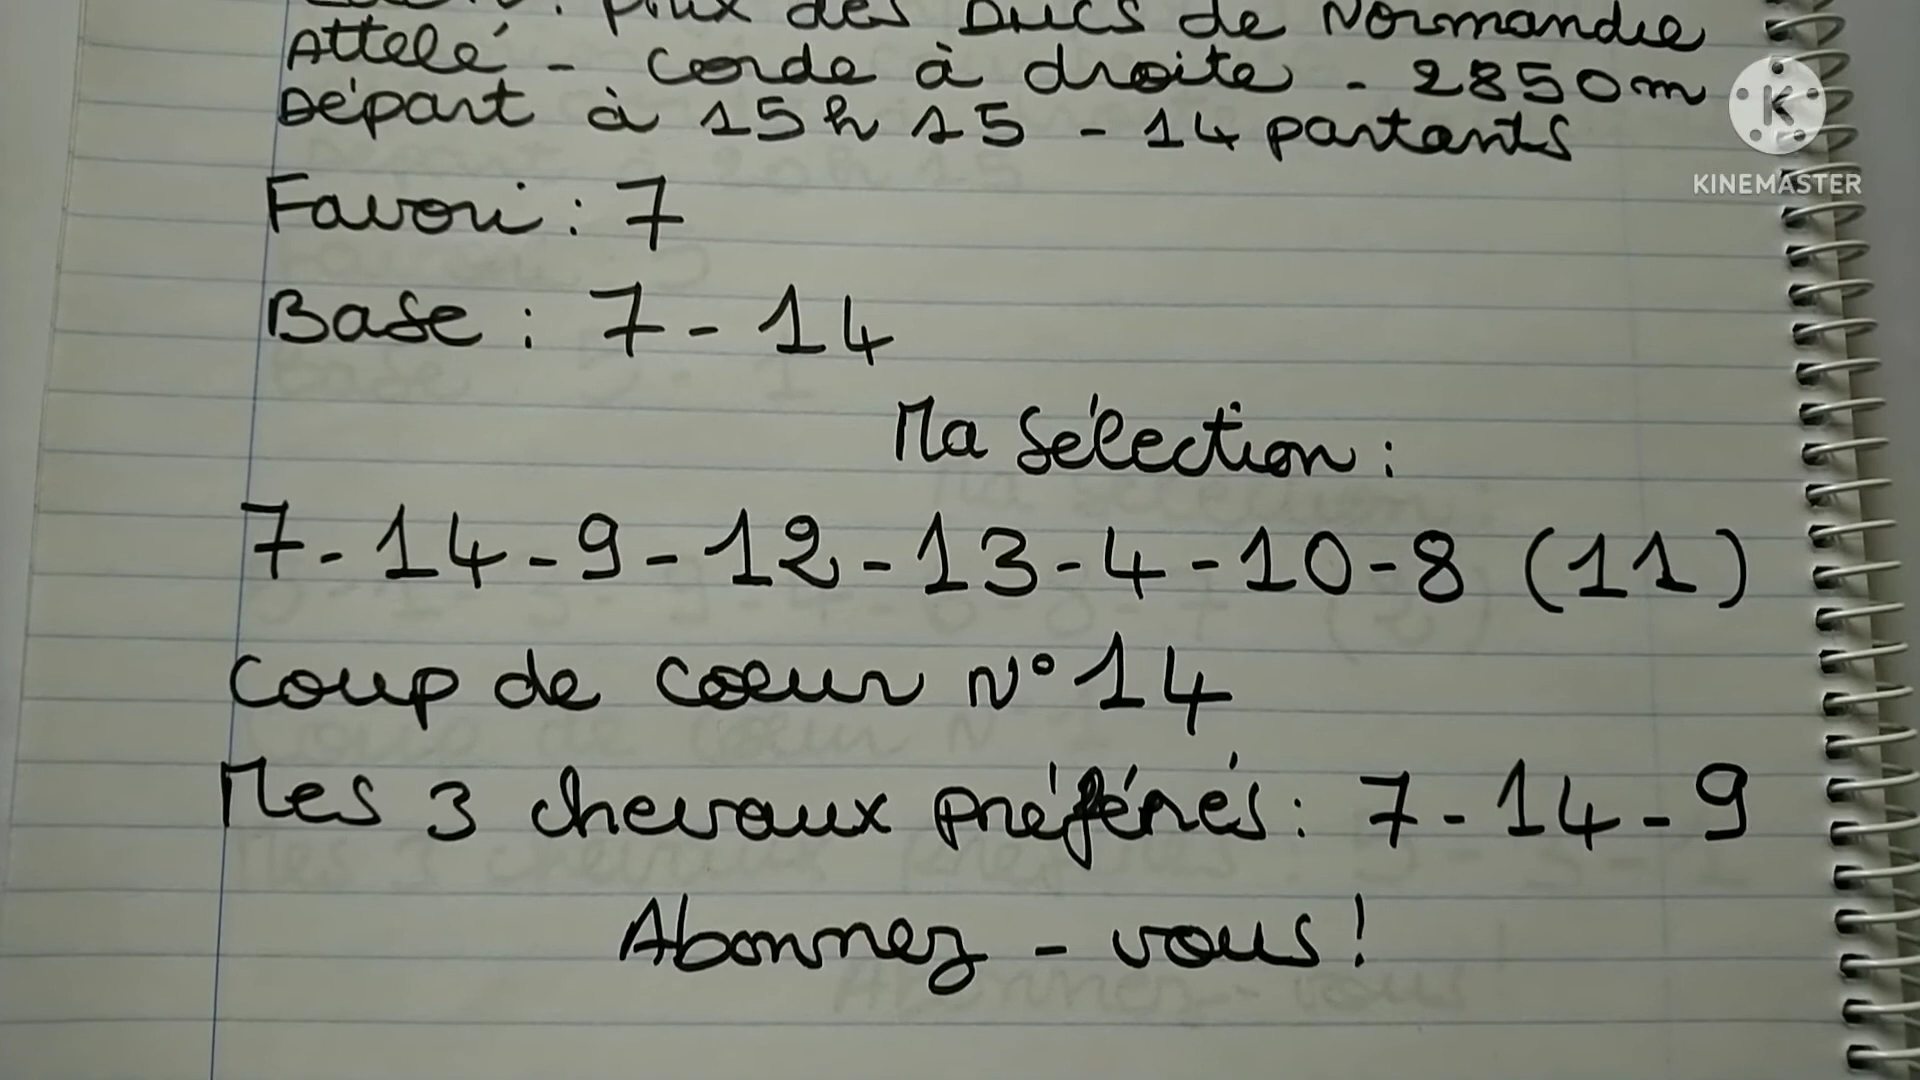 Prix des Ducs de Normandie
Attelé - corde à droite - 2850m
Départ à 15h15 - 14 partants
Favori : 7
Base : 7 - 14
Ma sélection :
7 - 14 - 9 - 12 - 13 - 4 - 10 - 8 (11)
coup de coeur N° 14
Mes 3 chevaux préférés : 7 - 14 - 9
Abonnez - vous !
K
KINEMASTER